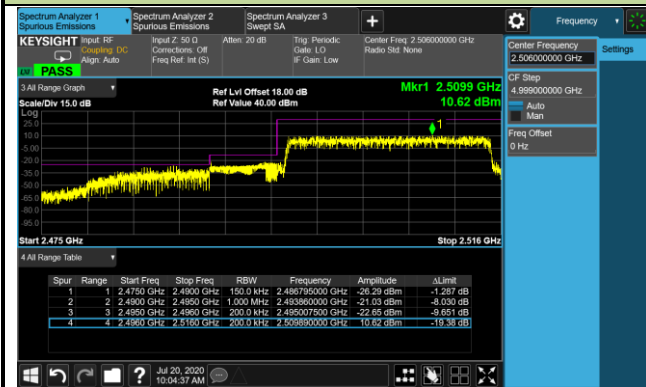 Spectrum Analyzer 1
Spurious Emissions
Spectrum Analyzer 2
Spurious Emissions
Spectrum Analyzer 3
Swept SA
Frequency
KEYSIGHT
Input: RF
Coupling: DC
Align: Auto
Input Z: 50 Ω
Corrections: Off
Freq Ref: Int (S)
Atten: 20 dB
Trig: Periodic
Gate: LO
IF Gain: Low
Center Freq: 2.506000000 GHz
Radio Std: None
PASS
3 All Range Graph
Scale/Div 15.0 dB
Ref Lvl Offset 18.00 dB
Ref Value 40.00 dBm
Mkr1 2.5099 GHz
10.62 dBm
Log
25.0
10.0
-5.00
-20.0
-35.0
-50.0
-65.0
-80.0
-95.0
1
Start 2.475 GHz
Stop 2.516 GHz
4 All Range Table
Spur Range Start Freq Stop Freq RBW Frequency Amplitude ΔLimit
1 1 2.4750 GHz 2.4900 GHz 150.0 kHz 2.486795000 GHz -26.29 dBm -1.287 dB
2 2 2.4900 GHz 2.4950 GHz 1.000 MHz 2.493860000 GHz -21.03 dBm -8.030 dB
3 3 2.4950 GHz 2.4960 GHz 200.0 kHz 2.495007500 GHz -22.65 dBm -9.651 dB
4 4 2.4960 GHz 2.5160 GHz 200.0 kHz 2.509890000 GHz 10.62 dBm -19.38 dB
Jul 20, 2020
10:04:37 AM
Center Frequency
2.506000000 GHz
Settings
CF Step
4.999000000 GHz
Auto
Man
Freq Offset
0 Hz